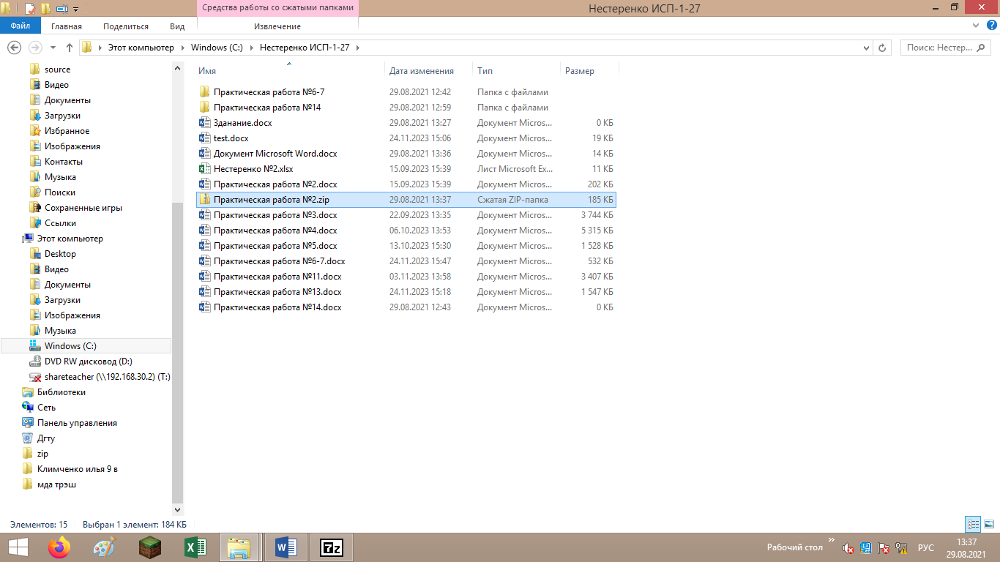 Средства работы со сжатыми папками
Нестеренко ИСП-1-27
Файл Главная Поделиться Вид Извлечение
Этот компьютер Windows (C:) Нестеренко ИСП-1-27 Поиск: Нестер...
source
Видео
Документы
Загрузки
Избранное
Изображения
Контакты
Музыка
Поиски
Сохраненные игры
Ссылки
Этот компьютер
Desktop
Видео
Документы
Загрузки
Изображения
Музыка
Windows (C:)
DVD RW дисковод (D:)
shareteacher (\\192.168.30.2) (T:)
Библиотеки
Сеть
Панель управления
Дгту
zip
Климченко илья 9 в
мда трэш
Имя Дата изменения Тип Размер
Практическая работа №6-7 29.08.2021 12:42 Папка с файлами
Практическая работа №14 29.08.2021 12:59 Папка с файлами
Зданание.docx 29.08.2021 13:27 Документ Micros... 0 КБ
test.docx 24.11.2023 15:06 Документ Micros... 19 КБ
Документ Microsoft Word.docx 29.08.2021 13:36 Документ Micros... 14 КБ
Нестеренко №2.xlsx 15.09.2023 15:39 Лист Microsoft Ex... 11 КБ
Практическая работа №2.docx 15.09.2023 15:39 Документ Micros... 202 КБ
Практическая работа №2.zip 29.08.2021 13:37 Сжатая ZIP-папка 185 КБ
Практическая работа №3.docx 22.09.2023 13:35 Документ Micros... 3 744 КБ
Практическая работа №4.docx 06.10.2023 13:53 Документ Micros... 5 315 КБ
Практическая работа №5.docx 13.10.2023 15:30 Документ Micros... 1 528 КБ
Практическая работа №6-7.docx 24.11.2023 15:47 Документ Micros... 532 КБ
Практическая работа №11.docx 03.11.2023 13:58 Документ Micros... 3 407 КБ
Практическая работа №13.docx 24.11.2023 15:18 Документ Micros... 1 547 КБ
Практическая работа №14.docx 29.08.2021 12:43 Документ Micros... 0 КБ
Элементов: 15 Выбран 1 элемент: 184 КБ
7z
Рабочий стол
РУС
13:37
29.08.2021